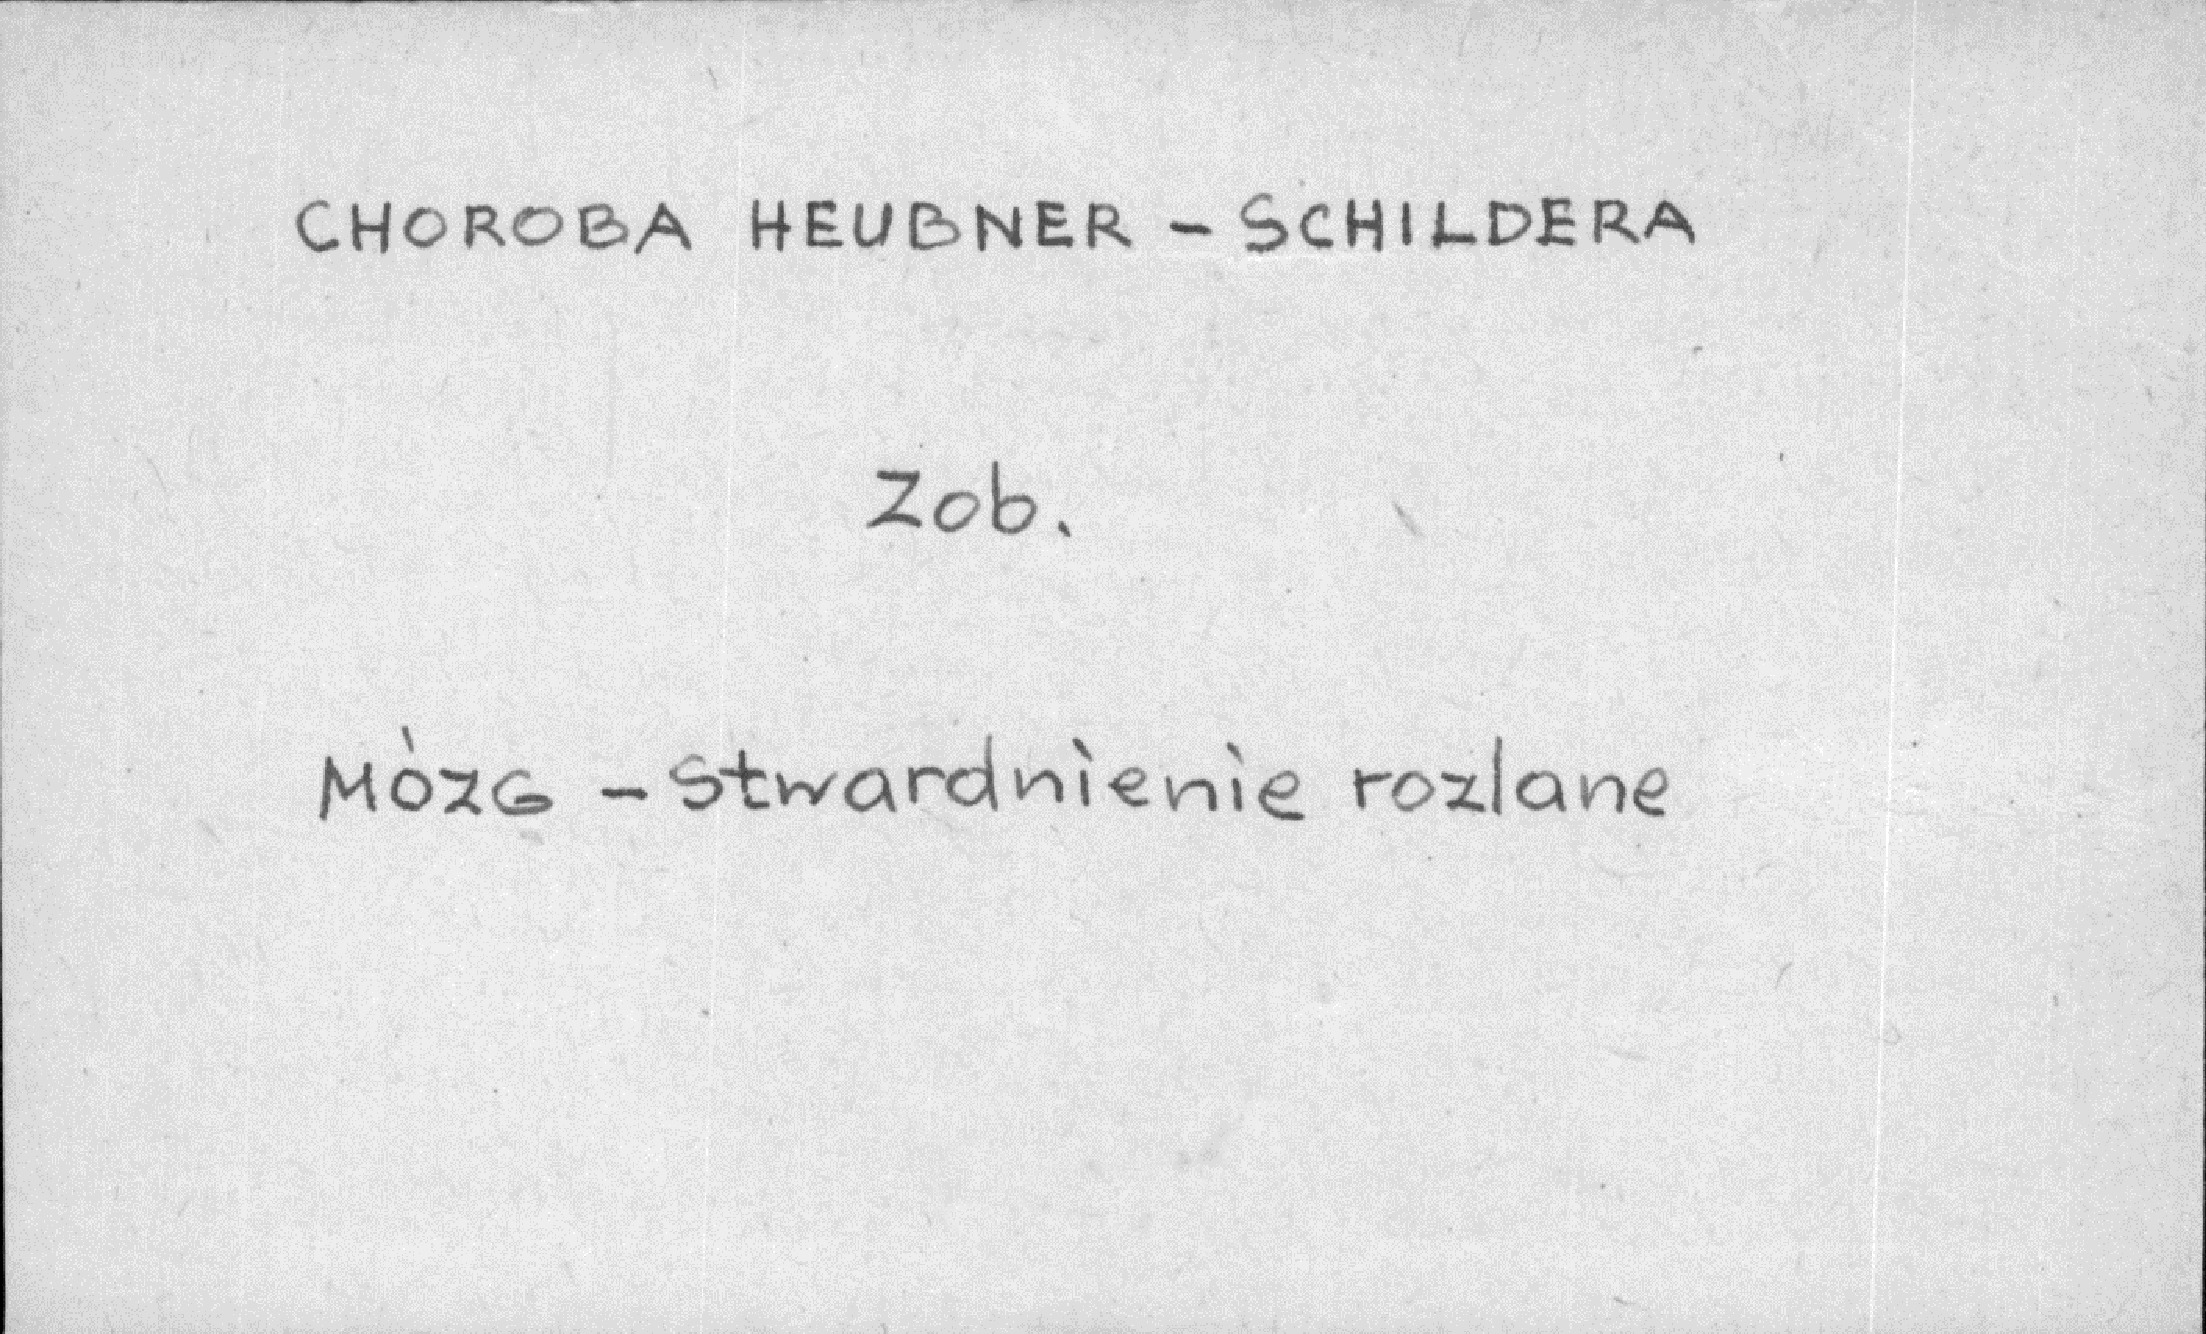 CHOROBA HEUBNER - SCHILDERA
Zob.
MÓZG - stwardnienie rozlane